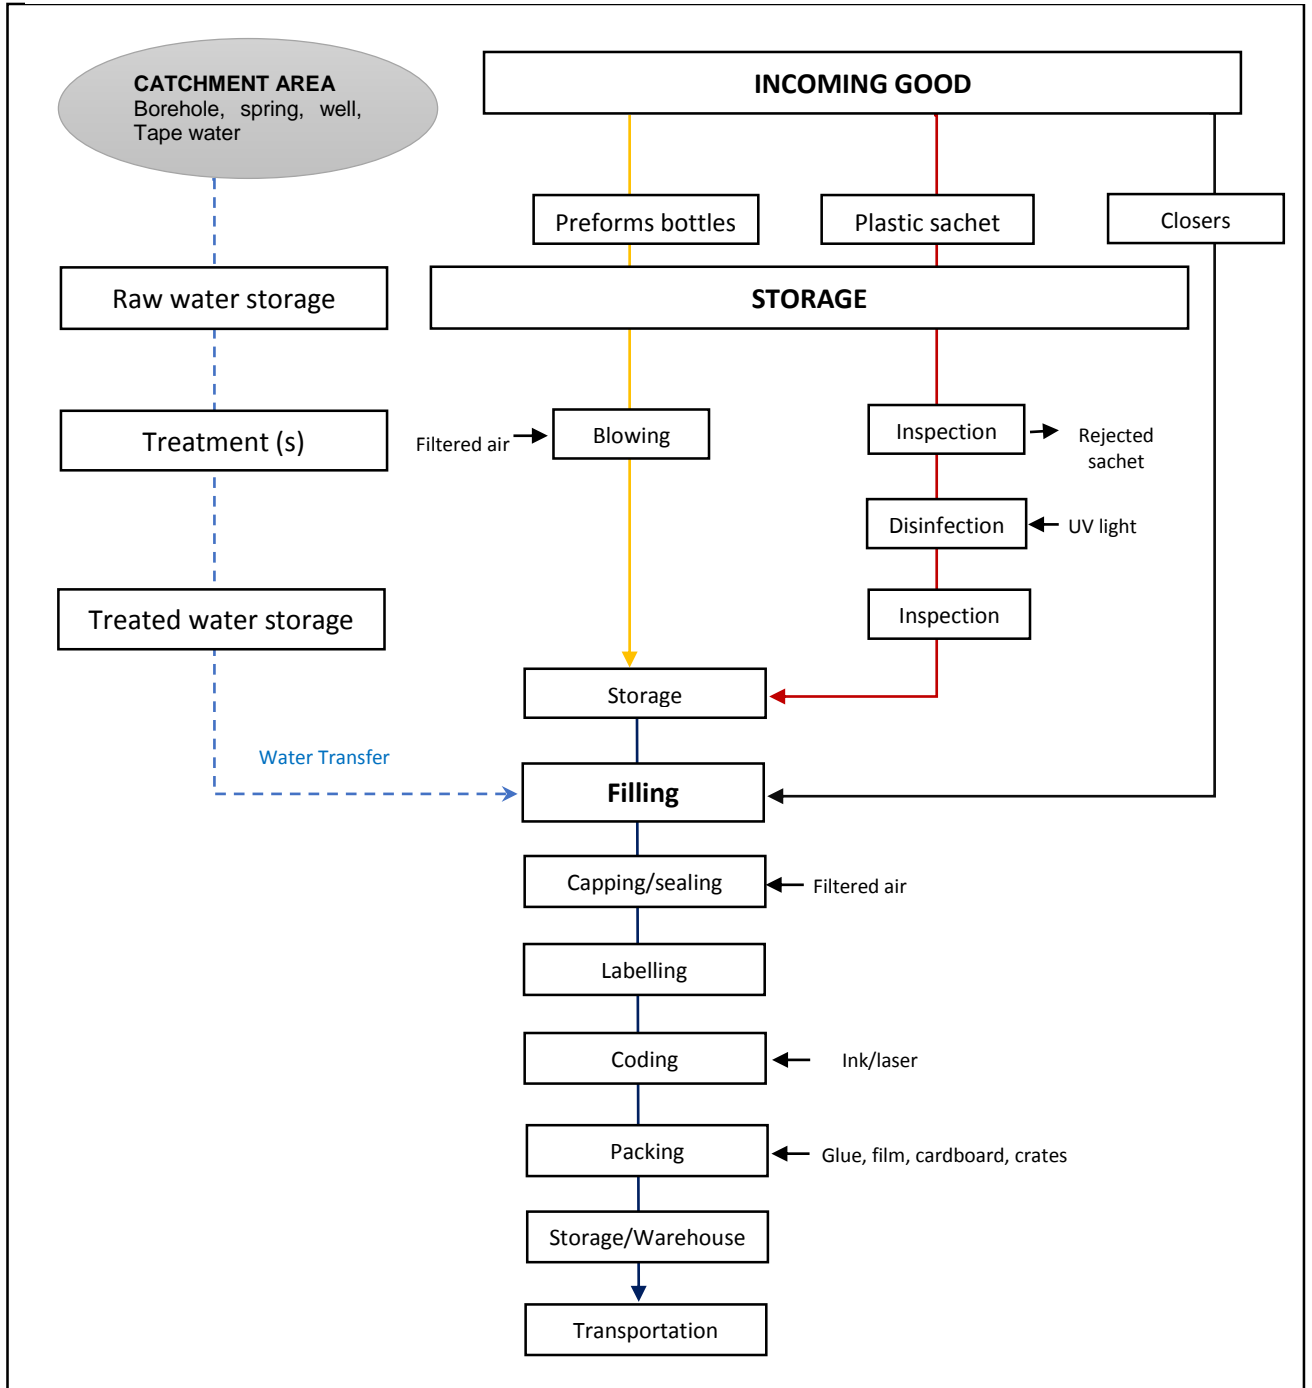 CATCHMENT AREA
Borehole, spring, well,
Tape water
INCOMING GOOD
Preforms bottles
Plastic sachet
Closers
Raw water storage
STORAGE
Treatment (s)
Filtered air
Blowing
Inspection
Rejected
sachet
Disinfection
UV light
Treated water storage
Inspection
Storage
Water Transfer
Filling
Capping/sealing
Filtered air
Labelling
Coding
Ink/laser
Packing
Glue, film, cardboard, crates
Storage/Warehouse
Transportation